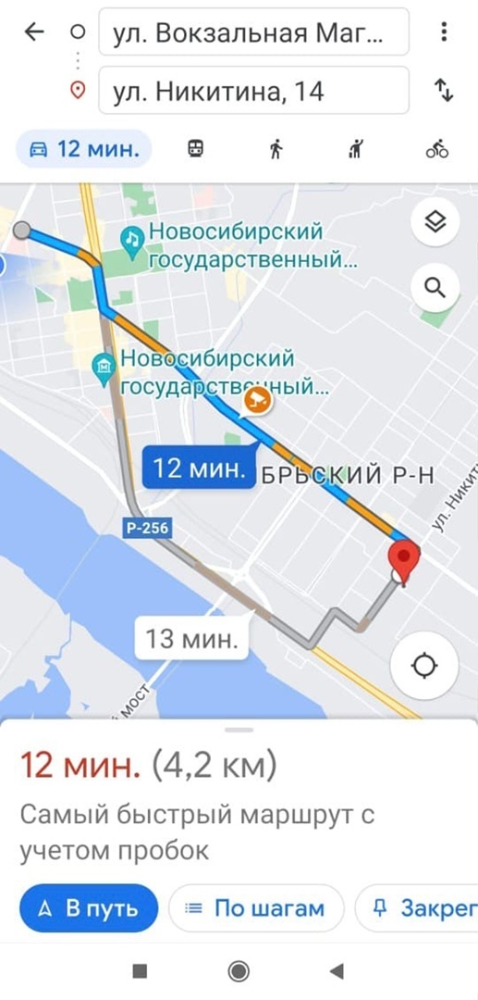 ул. Вокзальная Маг...
ул. Никитина, 14
12 мин.
Новосибирский
государственный...
Новосибирский
государственный...
12 мин.
БРЬСКИЙ Р-Н
ул. Никит
Р-256
13 мин.
й мост
12 мин. (4,2 км)
Самый быстрый маршрут с
учетом пробок
В путь
По шагам
Закреп